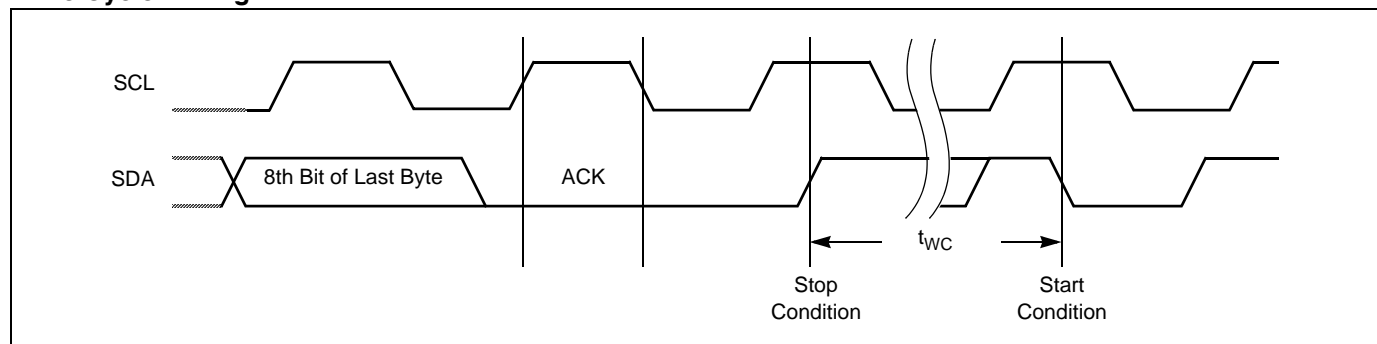 SCL
SDA
8th Bit of Last Byte
ACK
tWC
Stop
Condition
Start
Condition